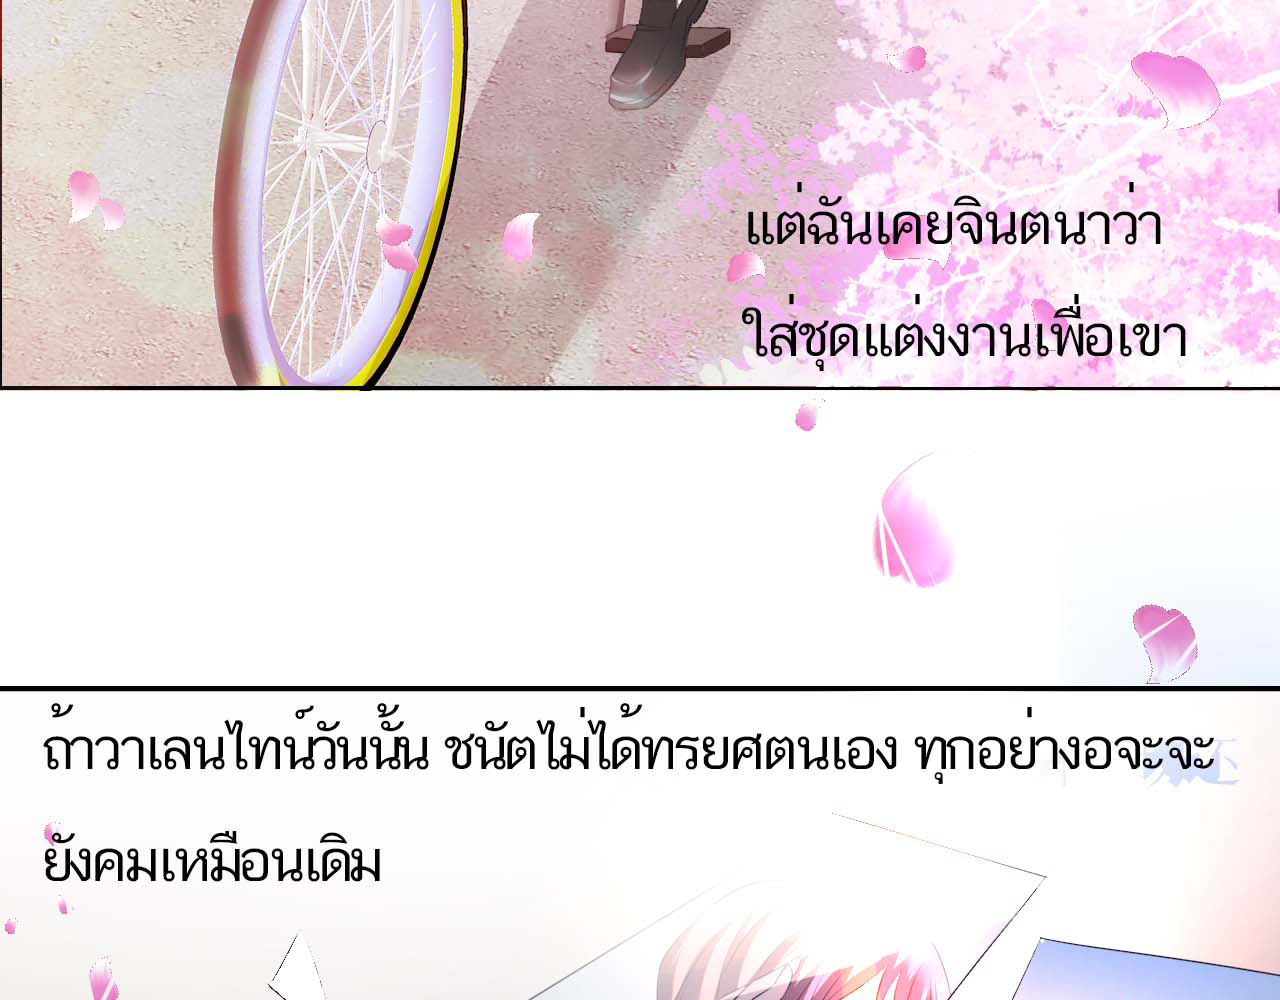 แต่ฉันเคยจินตนาว่า
ใส่ชุดแต่งงานเพื่อเขา
ถ้าวาเลนไทน์วันนั้น ชนัตไม่ได้ทรยศตนเอง ทุกอย่างอจะจะ
ยังคมเหมือนเดิม